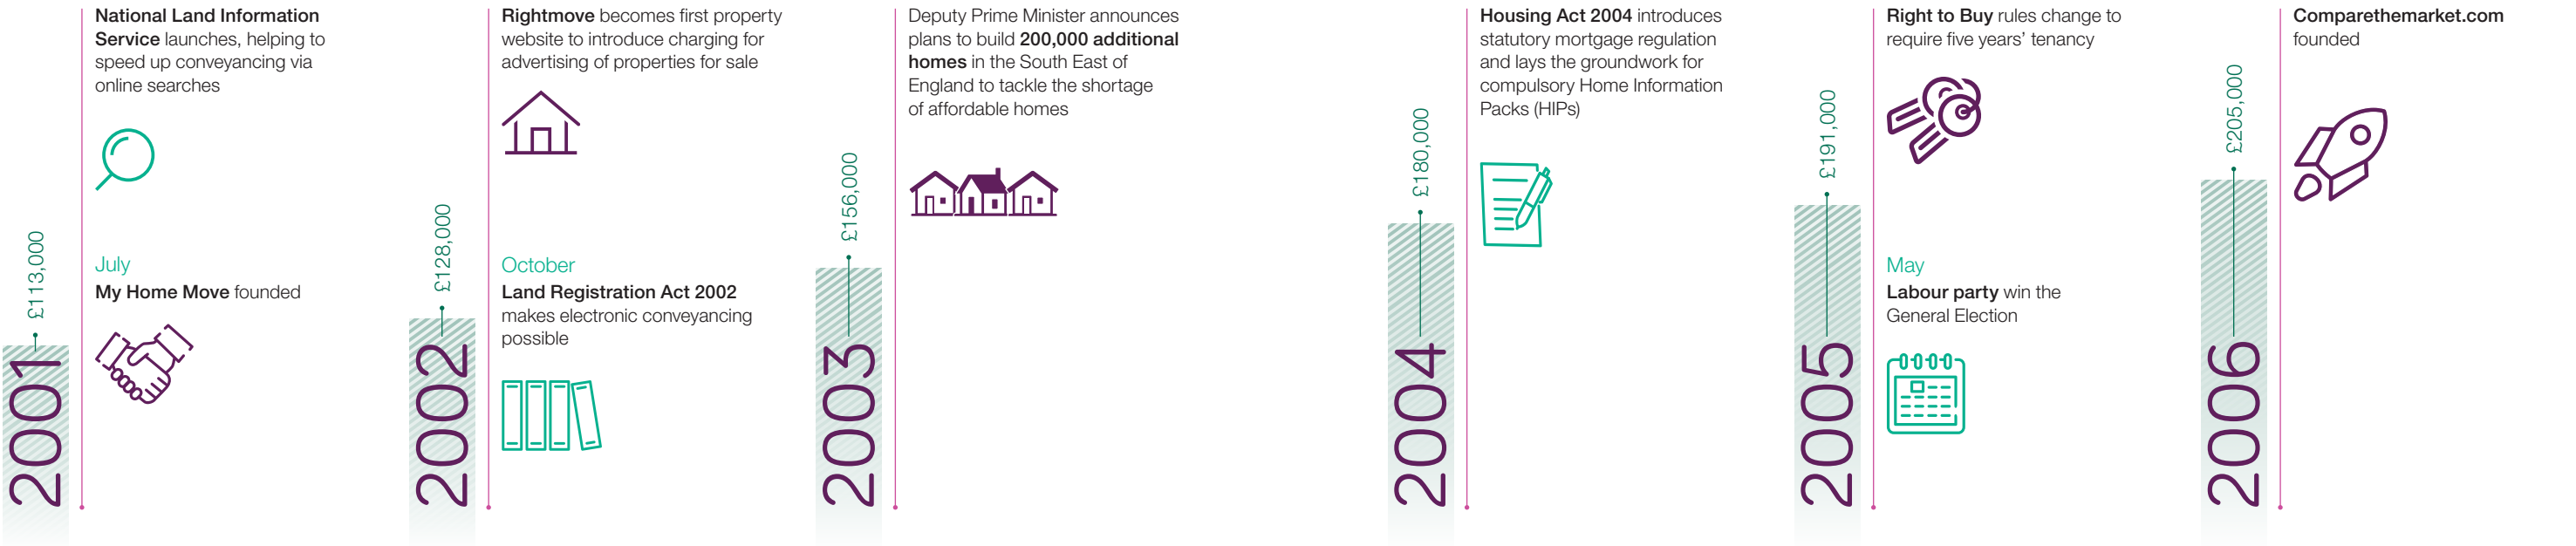 £113,000
2001
National Land Information
Service launches, helping to
speed up conveyancing via
online searches
July
My Home Move founded
£128,000
2002
Rightmove becomes first property
website to introduce charging for
advertising of properties for sale
October
Land Registration Act 2002
makes electronic conveyancing
possible
£156,000
2003
Deputy Prime Minister announces
plans to build 200,000 additional
homes in the South East of
England to tackle the shortage
of affordable homes
£180,000
2004
Housing Act 2004 introduces
statutory mortgage regulation
and lays the groundwork for
compulsory Home Information
Packs (HIPs)
£191,000
2005
Right to Buy rules change to
require five years’ tenancy
May
Labour party win the
General Election
£205,000
2006
Comparethemarket.com
founded